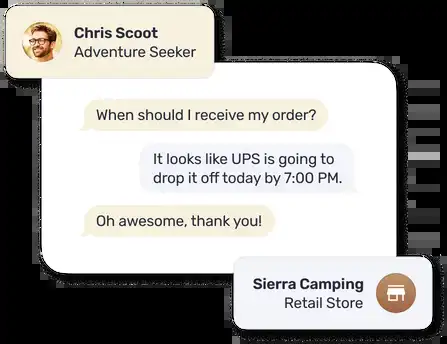 Chris Scoot
Adventure Seeker
When should I receive my order?
It looks like UPS is going to
drop it off today by 7:00 PM.
Oh awesome, thank you!
Sierra Camping
Retail Store